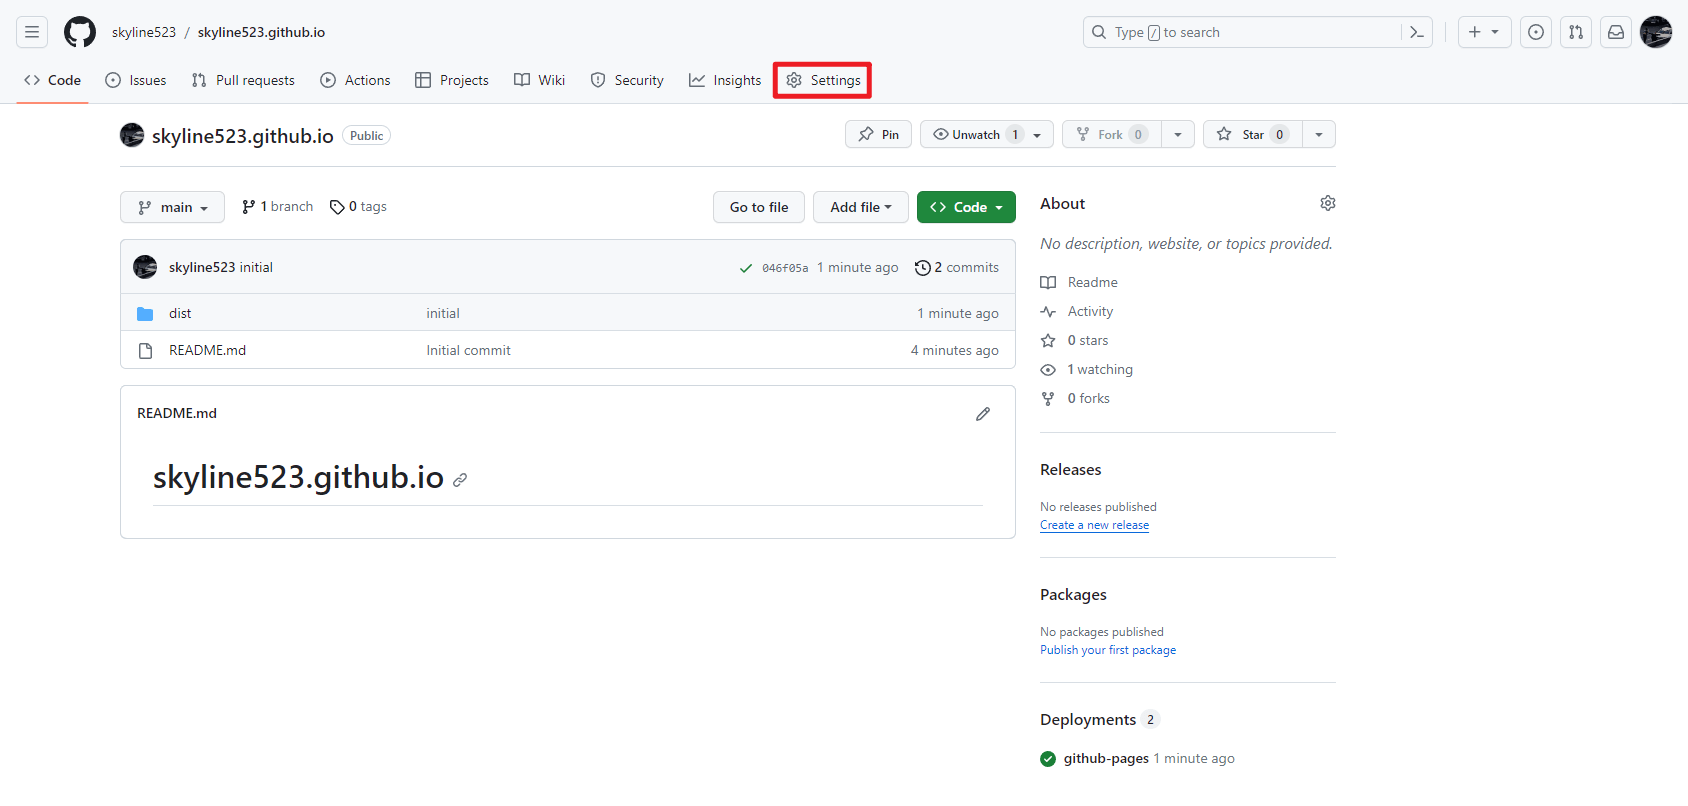 skyline523 / skyline523.github.io Type / to search
Code Issues Pull requests Actions Projects Wiki Security Insights Settings
skyline523.github.io Public Pin Unwatch 1 Fork 0 Star 0
main 1 branch 0 tags Go to file Add file Code
skyline523 initial 046f05a 1 minute ago 2 commits
dist initial 1 minute ago
README.md Initial commit 4 minutes ago
README.md
skyline523.github.io
About
No description, website, or topics provided.
Readme
Activity
0 stars
1 watching
0 forks
Releases
No releases published
Create a new release
Packages
No packages published
Publish your first package
Deployments 2
github-pages 1 minute ago